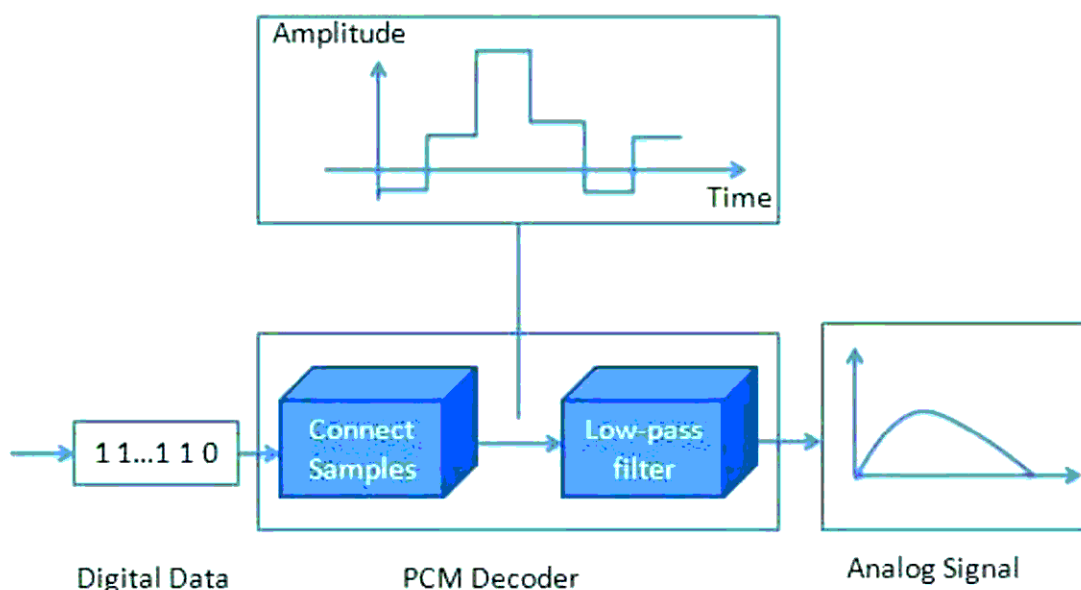 Amplitude
Time
1 1...1 1 0
Connect
Samples
Low-pass
filter
Digital Data
PCM Decoder
Analog Signal